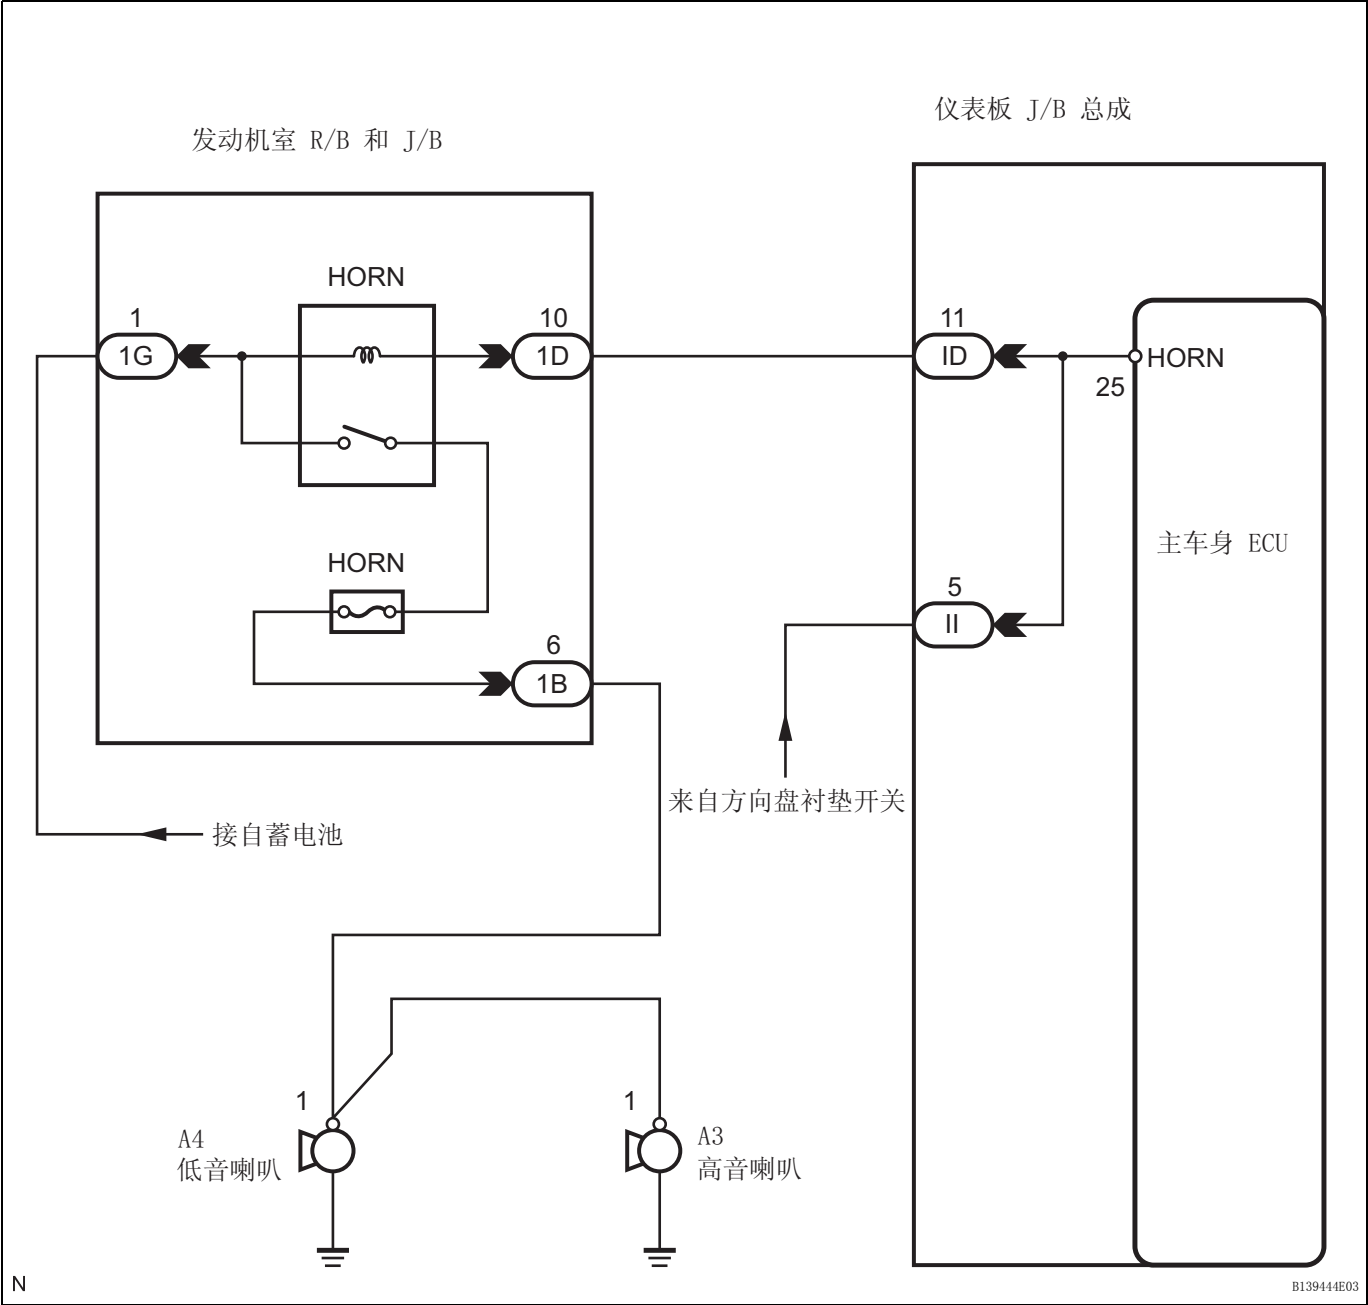 仪表板 J/B 总成
发动机室 R/B 和 J/B
HORN
1
1G
10
1D
11
ID
HORN
25
主车身 ECU
HORN
5
II
6
1B
来自方向盘衬垫开关
接自蓄电池
1
A4
低音喇叭
1
A3
高音喇叭
N
B139444E03